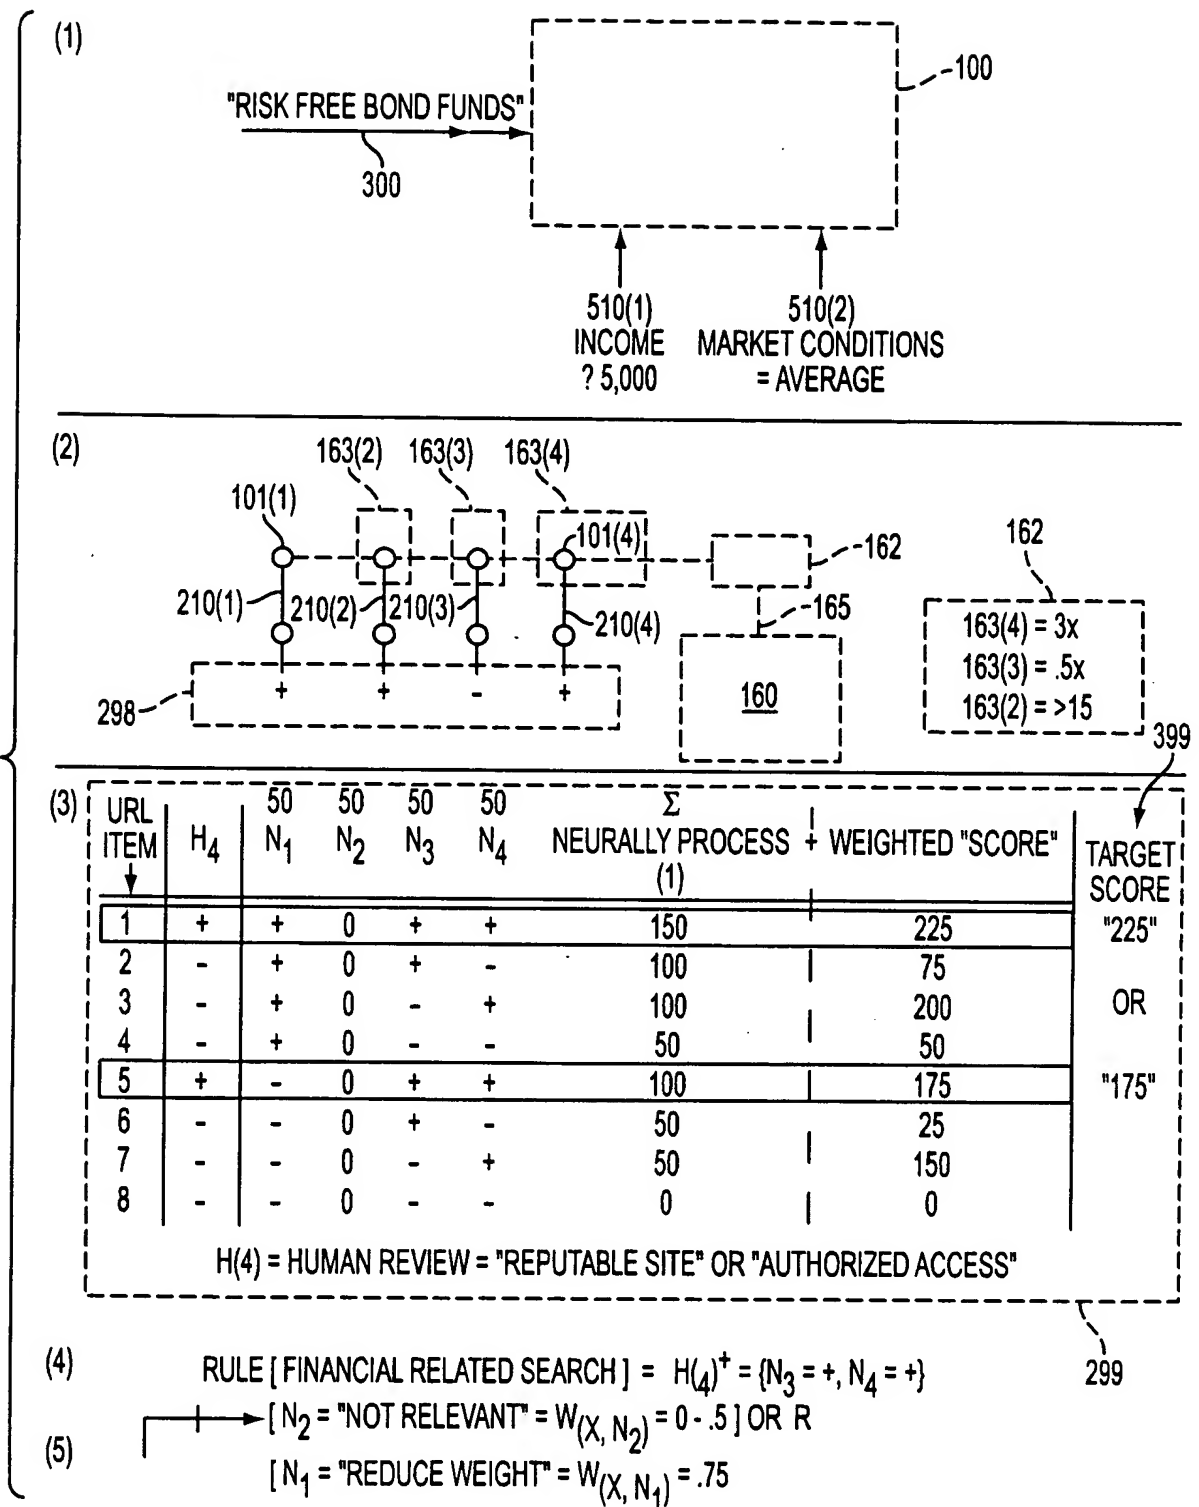 (1)
100
"RISK FREE BOND FUNDS"
300
510(1) 510(2)
INCOME MARKET CONDITIONS
? 5,000 = AVERAGE
(2)
163(2) 163(3) 163(4)
101(1)
101(4)
162
162
210(1) 210(2) 210(3) 210(4)
165
163(4) = 3x
163(3) = .5x
163(2) = >15
+ + - +
298
160
399
(3) URL ITEM H4 50 N1 50 N2 50 N3 50 N4 Σ NEURALLY PROCESS (1) + WEIGHTED "SCORE" TARGET SCORE
1 + + 0 + + 150 225 "225"
2 - + 0 + - 100 75
3 - + 0 - + 100 200 OR
4 - + 0 - - 50 50
5 + - 0 + + 100 175 "175"
6 - - 0 + - 50 25
7 - - 0 - + 50 150
8 - - 0 - - 0 0
H(4) = HUMAN REVIEW = "REPUTABLE SITE" OR "AUTHORIZED ACCESS"
299
(4) RULE [ FINANCIAL RELATED SEARCH ] = H(4)+ = {N3 = +, N4 = +}
[ N2 = "NOT RELEVANT" = W(X, N2) = 0 - .5 ] OR R
(5)
[ N1 = "REDUCE WEIGHT" = W(X, N1) = .75